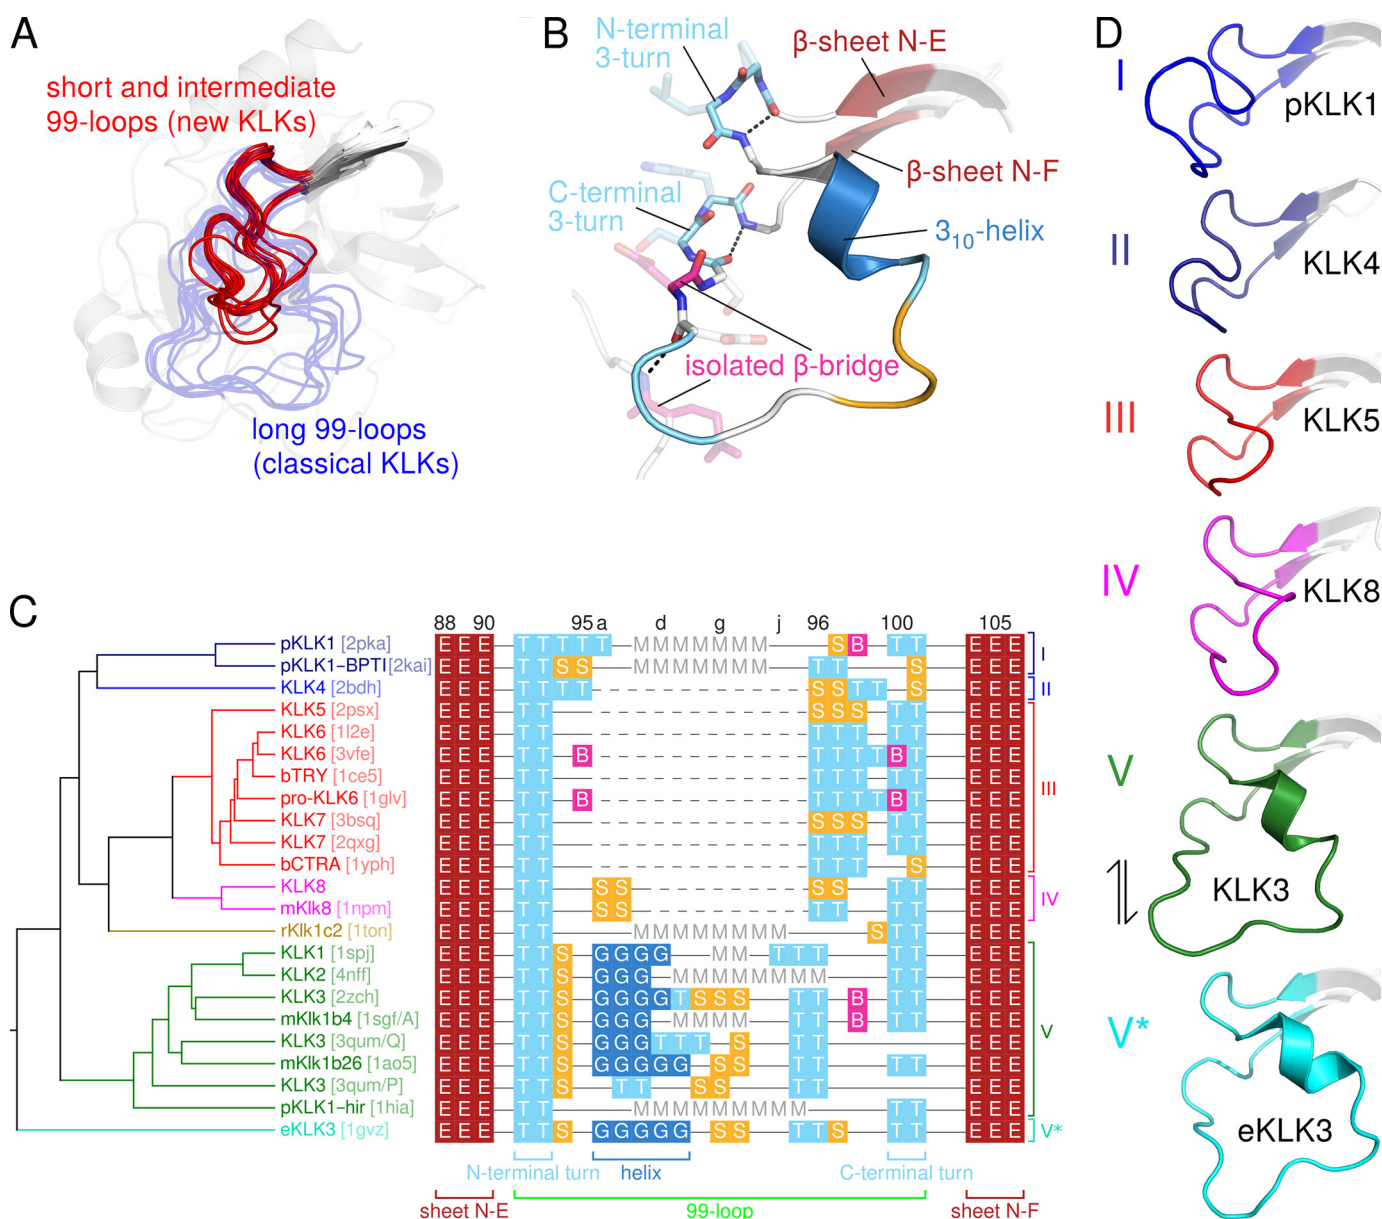 A
short and intermediate
99-loops (new KLKs)
long 99-loops
(classical KLKs)
B
N-terminal
3-turn
β-sheet N-E
β-sheet N-F
C-terminal
3-turn
3₁₀-helix
isolated β-bridge
C
88 90 95 a d g j 96 100 105
pKLK1 [2pka] E E E T T T T T M M M M M M M S B E E E
pKLK1–BPTI[2kai] E E E T T S S M M M M M M M T T S E E E
KLK4 [2bdh] E E E T T T T S S T T S E E E
KLK5 [2psx] E E E T T S S S T T E E E
KLK6 [1l2e] E E E T T T T T T T E E E
KLK6 [3vfe] E E E T T B T T T T B T E E E
bTRY [1ce5] E E E T T T T T T T E E E
pro-KLK6 [1glv] E E E T T B T T T T B T E E E
KLK7 [3bsq] E E E T T S S S T T E E E
KLK7 [2qxg] E E E T T T T T T T E E E
bCTRA [1yph] E E E T T T T T T S E E E
KLK8 E E E T T S S S S T T E E E
mKlk8 [1npm] E E E T T S S T T T T E E E
rKlk1c2 [1ton] E E E T T M M M M M M M M S T T E E E
KLK1 [1spj] E E E T T S G G G G M M T T T T T E E E
KLK2 [4nff] E E E T T S G G G M M M M M M M M T T E E E
KLK3 [2zch] E E E T T S G G G G T S S S T T B T T E E E
mKlk1b4 [1sgf/A] E E E T T S G G G M M M M T T B T T E E E
KLK3 [3qum/Q] E E E T T S G G G T T T S T T E E E
mKlk1b26 [1ao5] E E E T T S G G G G G S S T T T T E E E
KLK3 [3qum/P] E E E T T S T T S S T T E E E
pKLK1–hir [1hia] E E E T T M M M M M M M M M T T E E E
eKLK3 [1gvz] E E E T T S G G G G G S S T T S T T E E E
I
II
III
IV
V
V*
N-terminal turn helix C-terminal turn
sheet N-E 99-loop sheet N-F
D
I
pKLK1
II
KLK4
III
KLK5
IV
KLK8
V
KLK3
V*
eKLK3